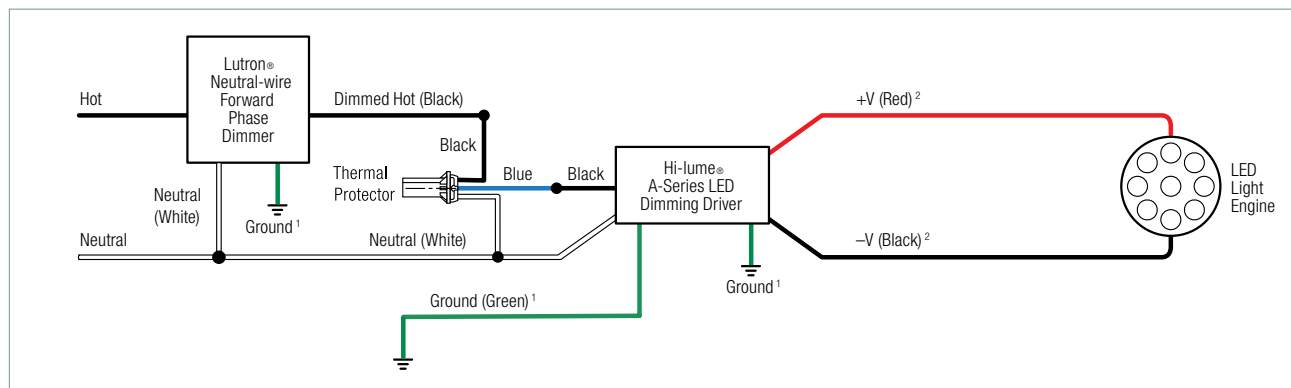 Lutron®
Neutral-wire
Forward
Phase
Dimmer
Hot
Dimmed Hot (Black)
Black
Thermal
Protector
Blue
Black
Hi-lume®
A-Series LED
Dimming Driver
+V (Red) 2
LED
Light
Engine
Neutral
(White)
Ground 1
Neutral
Neutral (White)
–V (Black) 2
Ground 1
Ground (Green) 1